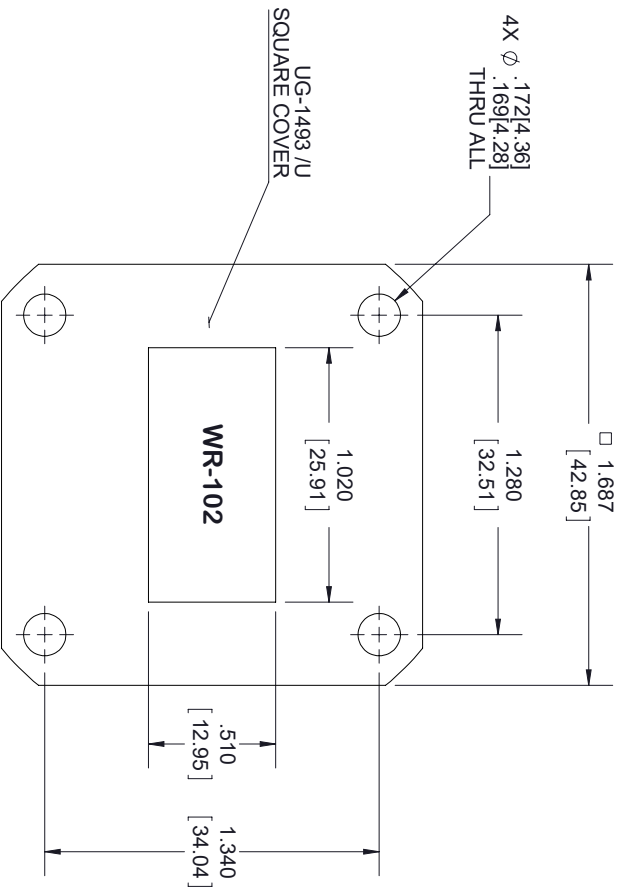 □ 1.687
[42.85]
1.280
[32.51]
4X ⌀ .172[4.36]
.169[4.28]
THRU ALL
1.020
[25.91]
WR-102
.510
[12.95]
1.340
[34.04]
UG-1493 /U
SQUARE COVER